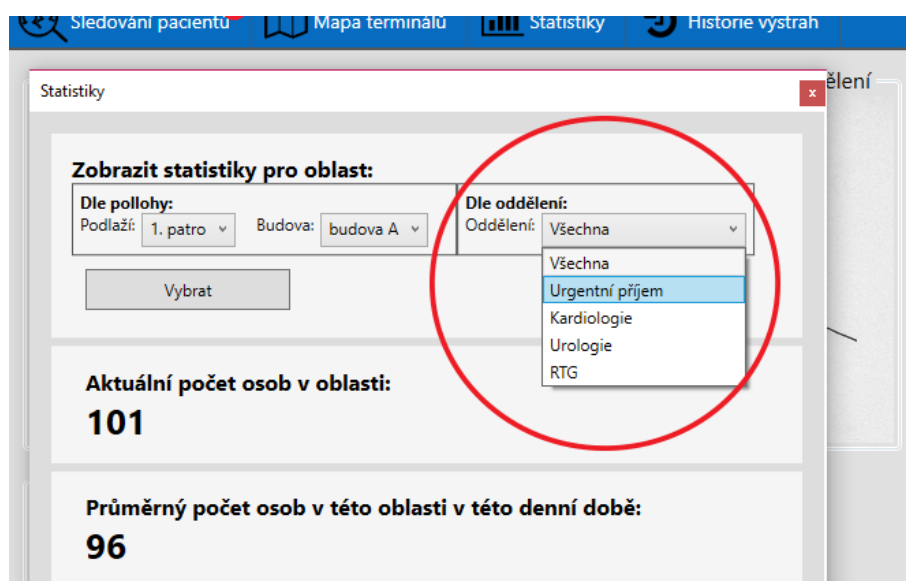 Sledování pacientů Mapa terminálů Statistiky Historie výstrah
ělení
Statistiky x
Zobrazit statistiky pro oblast:
Dle pollohy: Dle oddělení:
Podlaží: 1. patro Budova: budova A Oddělení: Všechna
Všechna
Vybrat Urgentní příjem
Kardiologie
Urologie
RTG
Aktuální počet osob v oblasti:
101
Průměrný počet osob v této oblasti v této denní době:
96